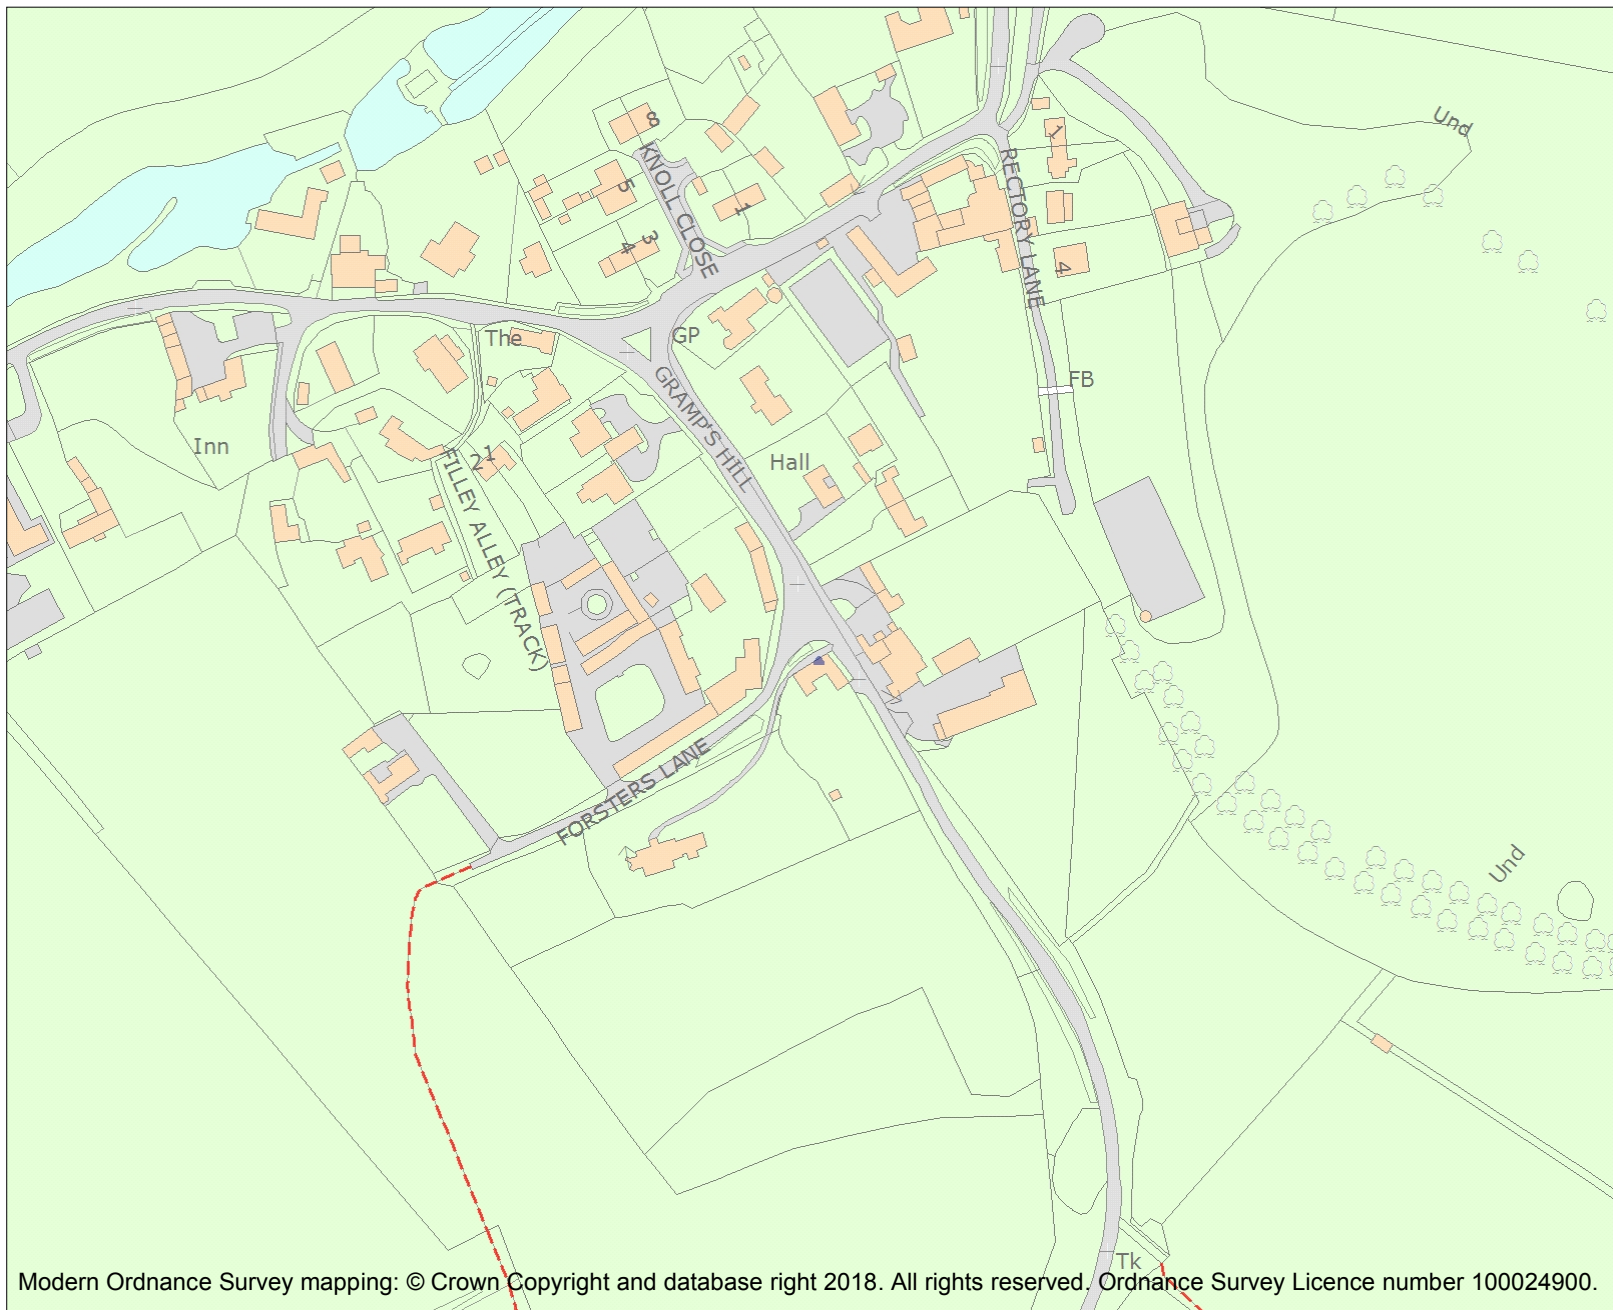 Und
8
KNOLL CLOSE
1
RECTORY LANE
5
1
3
4
4
The
GP
GRAMP'S HILL
FB
Inn
21
Hall
FILLEY ALLEY (TRACK)
FORSTERS LANE
Und
Tk
Modern Ordnance Survey mapping: © Crown Copyright and database right 2018. All rights reserved. Ordnance Survey Licence number 100024900.